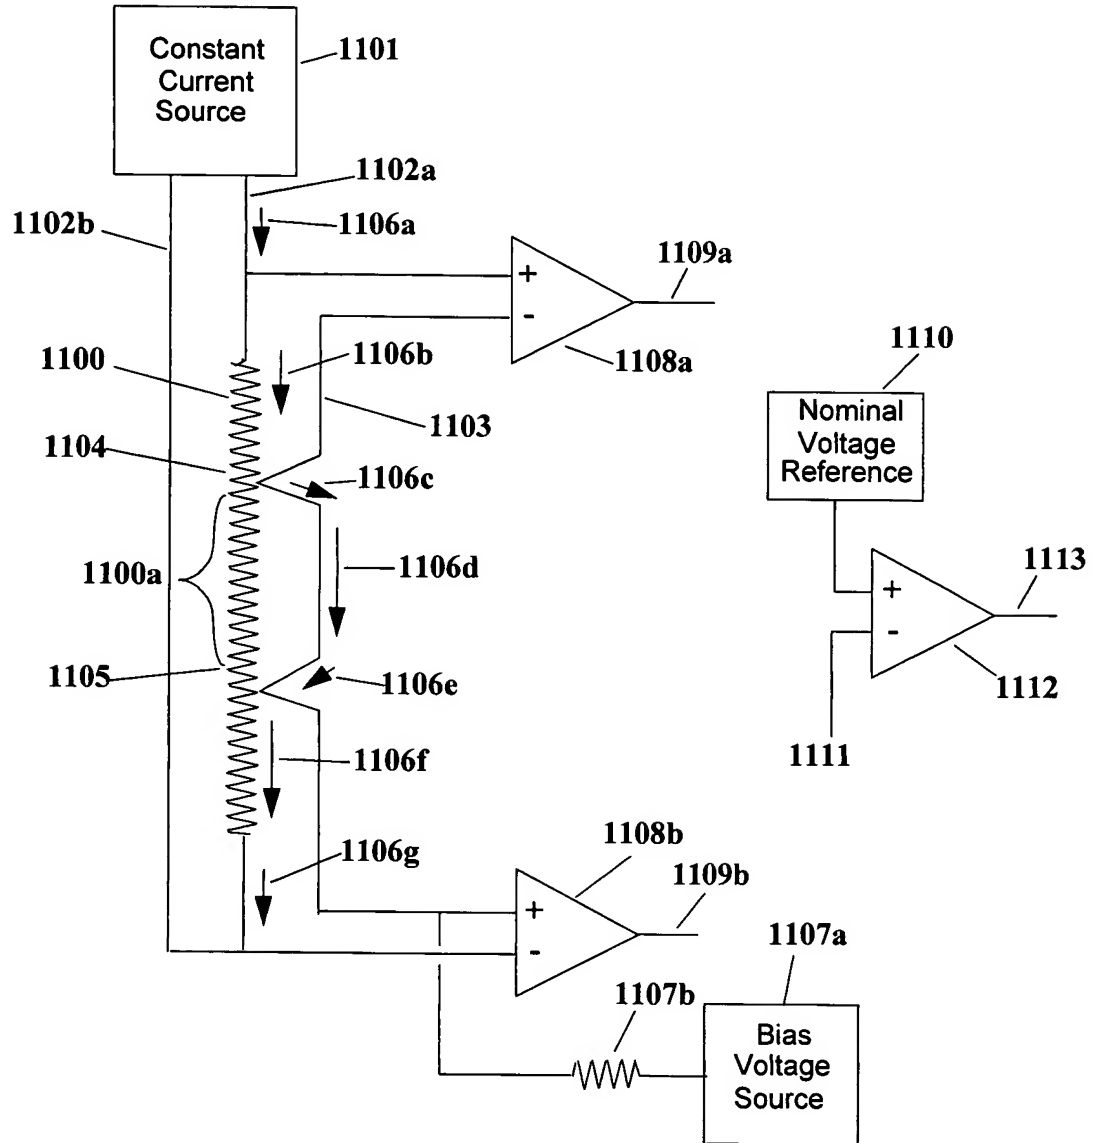 Constant
Current
Source
1101
1102a
1102b
1106a
1109a
+
-
1108a
1110
1100
1106b
1103
Nominal
Voltage
Reference
1104
1106c
1100a
1106d
1113
+
-
1112
1105
1106e
1111
1106f
1108b
1106g
1109b
+
-
1107a
1107b
Bias
Voltage
Source